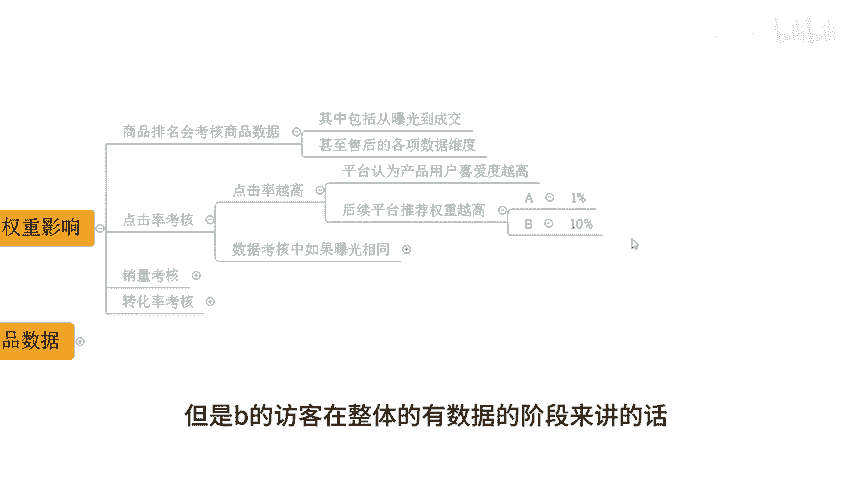 bilibili
商品排名会考核商品数据
其中包括从曝光到成交
甚至售后的各项数据维度
权重影响
点击率考核
点击率越高
平台认为产品用户喜爱度越高
后续平台推荐权重越高
A 1%
B 10%
数据考核中如果曝光相同
销量考核
转化率考核
品数据
但是b的访客在整体的有数据的阶段来讲的话